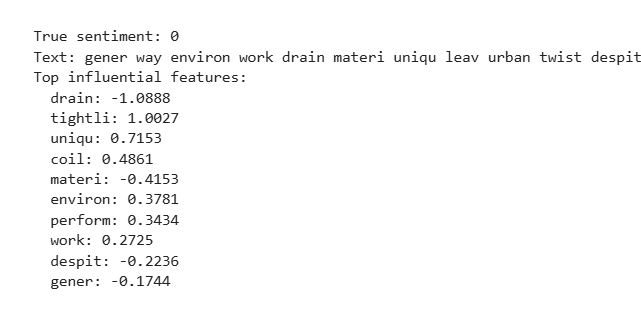 True sentiment: 0
Text: gener way environ work drain materi uniqu leav urban twist despit
Top influential features:
drain: -1.0888
tightli: 1.0027
uniqu: 0.7153
coil: 0.4861
materi: -0.4153
environ: 0.3781
perform: 0.3434
work: 0.2725
despit: -0.2236
gener: -0.1744